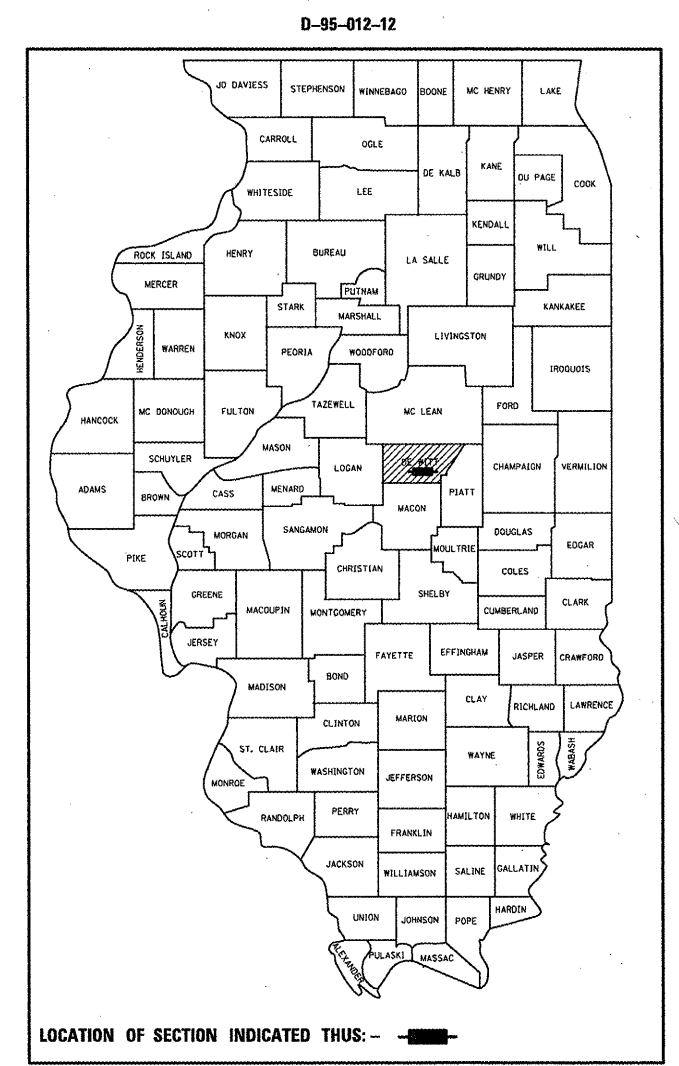 D-95-012-12
JO DAVIESS
STEPHENSON
WINNEBAGO
BOONE
MC HENRY
LAKE
CARROLL
OGLE
DE KALB
KANE
DU PAGE
COOK
WHITESIDE
LEE
KENDALL
WILL
ROCK ISLAND
HENRY
BUREAU
LA SALLE
GRUNDY
MERCER
PUTNAM
STARK
MARSHALL
KANKAKEE
HENDERSON
WARREN
KNOX
PEORIA
WOODFORD
LIVINGSTON
IROQUOIS
HANCOCK
MC DONOUGH
FULTON
TAZEWELL
MC LEAN
FORD
MASON
SCHUYLER
LOGAN
DE WITT
CHAMPAIGN
VERMILION
ADAMS
BROWN
CASS
MENARD
PIATT
MACON
PIKE
SCOTT
MORGAN
SANGAMON
CHRISTIAN
MOULTRIE
DOUGLAS
EDGAR
COLES
CALHOUN
GREENE
MACOUPIN
MONTGOMERY
SHELBY
CUMBERLAND
CLARK
JERSEY
FAYETTE
EFFINGHAM
JASPER
CRAWFORD
MADISON
BOND
CLAY
RICHLAND
LAWRENCE
CLINTON
MARION
ST. CLAIR
WAYNE
EDWARDS
WABASH
MONROE
WASHINGTON
JEFFERSON
RANDOLPH
PERRY
HAMILTON
WHITE
FRANKLIN
JACKSON
WILLIAMSON
SALINE
GALLATIN
UNION
JOHNSON
POPE
HARDIN
ALEXANDER
PULASKI
MASSAC
LOCATION OF SECTION INDICATED THUS:-